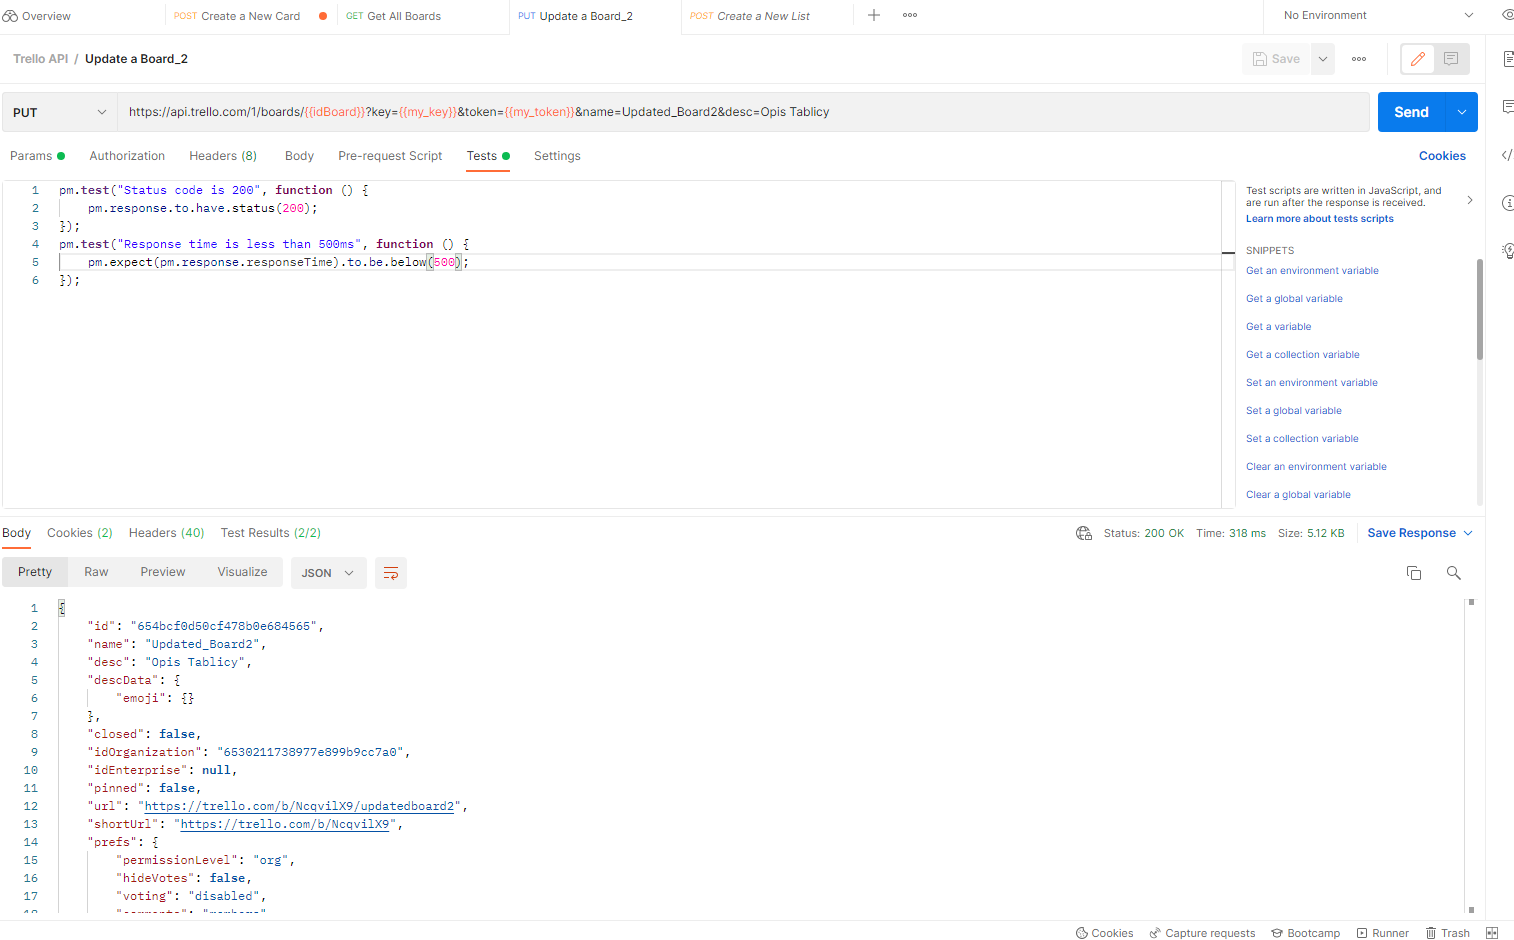 Overview
POST Create a New Card
GET Get All Boards
PUT Update a Board_2
POST Create a New List
No Environment
Trello API / Update a Board_2
Save
PUT
https://api.trello.com/1/boards/{{idBoard}}?key={{my_key}}&token={{my_token}}&name=Updated_Board2&desc=Opis Tablicy
Send
Params
Authorization
Headers (8)
Body
Pre-request Script
Tests
Settings
Cookies
1 pm.test("Status code is 200", function () {
2 pm.response.to.have.status(200);
3 });
4 pm.test("Response time is less than 500ms", function () {
5 pm.expect(pm.response.responseTime).to.be.below(500);
6 });
Test scripts are written in JavaScript, and
are run after the response is received.
Learn more about tests scripts
SNIPPETS
Get an environment variable
Get a global variable
Get a variable
Get a collection variable
Set an environment variable
Set a global variable
Set a collection variable
Clear an environment variable
Clear a global variable
Body
Cookies (2)
Headers (40)
Test Results (2/2)
Status: 200 OK
Time: 318 ms
Size: 5.12 KB
Save Response
Pretty
Raw
Preview
Visualize
JSON
1 {
2 "id": "654bcf0d50cf478b0e684565",
3 "name": "Updated_Board2",
4 "desc": "Opis Tablicy",
5 "descData": {
6 "emoji": {}
7 },
8 "closed": false,
9 "idOrganization": "6530211738977e899b9cc7a0",
10 "idEnterprise": null,
11 "pinned": false,
12 "url": "https://trello.com/b/NcqvilX9/updatedboard2",
13 "shortUrl": "https://trello.com/b/NcqvilX9",
14 "prefs": {
15 "permissionLevel": "org",
16 "hideVotes": false,
17 "voting": "disabled",
Cookies
Capture requests
Bootcamp
Runner
Trash